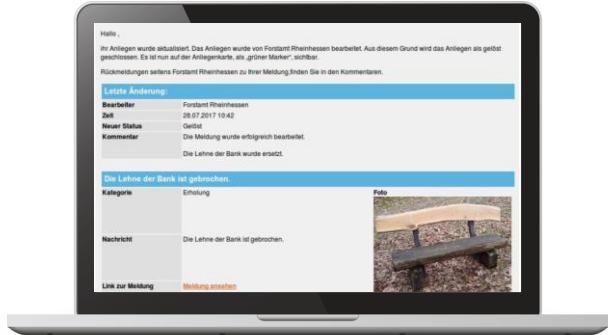 Hallo ,
Ihr Anliegen wurde aktualisiert. Das Anliegen wurde von Forstamt Rheinhessen bearbeitet. Aus diesem Grund wird das Anliegen als gelöst
geschlossen. Es ist nun auf der Anliegenkarte, als „grüner Marker“, sichtbar.
Rückmeldungen seitens Forstamt Rheinhessen zu Ihrer Meldung,finden Sie in den Kommentaren.
Letzte Änderung:
Bearbeiter Forstamt Rheinhessen
Zeit 28.07.2017 10:42
Neuer Status Gelöst
Kommentar Die Meldung wurde erfolgreich bearbeitet.
Die Lehne der Bank wurde ersetzt.
Die Lehne der Bank ist gebrochen.
Kategorie Erholung Foto
Nachricht Die Lehne der Bank ist gebrochen.
Link zur Meldung Meldung ansehen